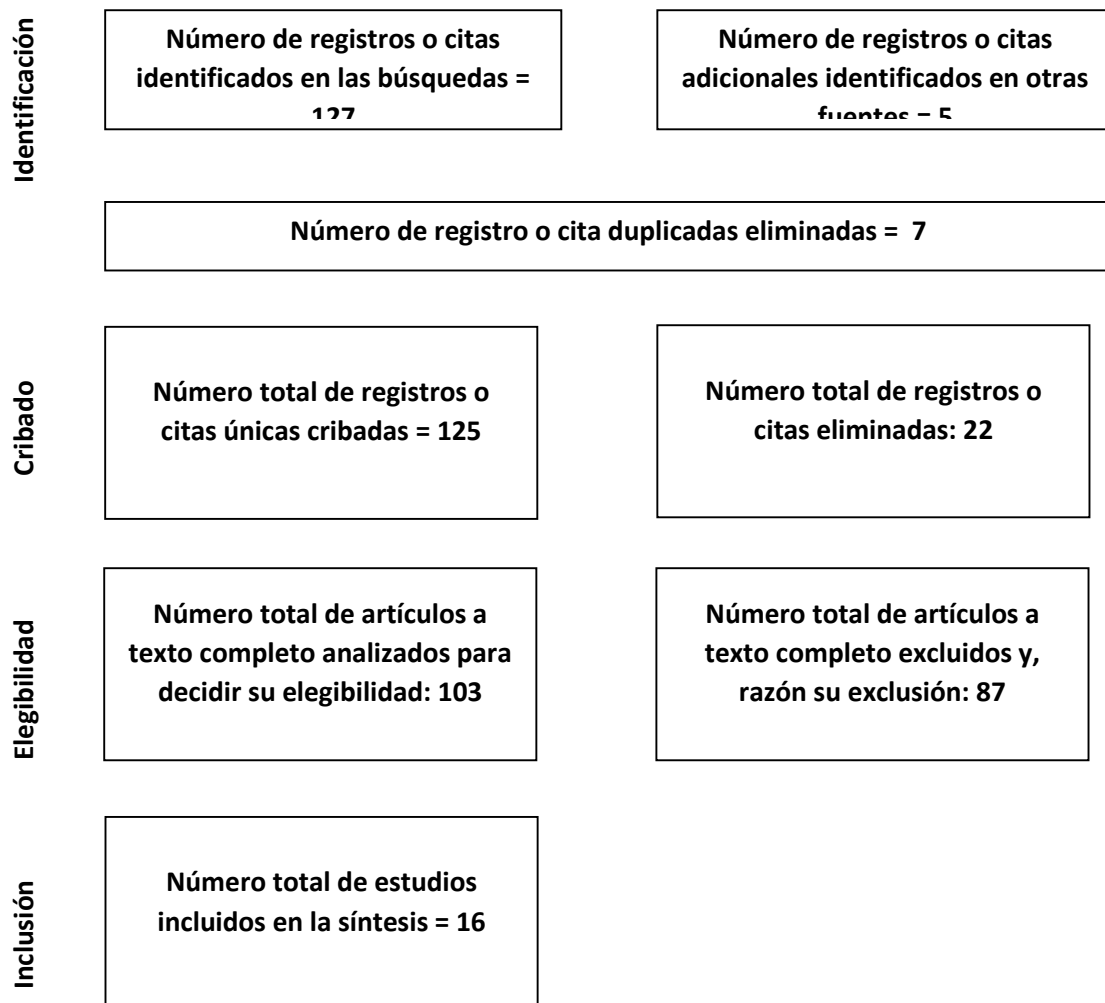 Identificación
Número de registros o citas
identificados en las búsquedas =
127
Número de registros o citas
adicionales identificados en otras
fuentes = 5
Número de registro o cita duplicadas eliminadas = 7
Cribado
Número total de registros o
citas únicas cribadas = 125
Número total de registros o
citas eliminadas: 22
Elegibilidad
Número total de artículos a
texto completo analizados para
decidir su elegibilidad: 103
Número total de artículos a
texto completo excluidos y,
razón su exclusión: 87
Inclusión
Número total de estudios
incluidos en la síntesis = 16